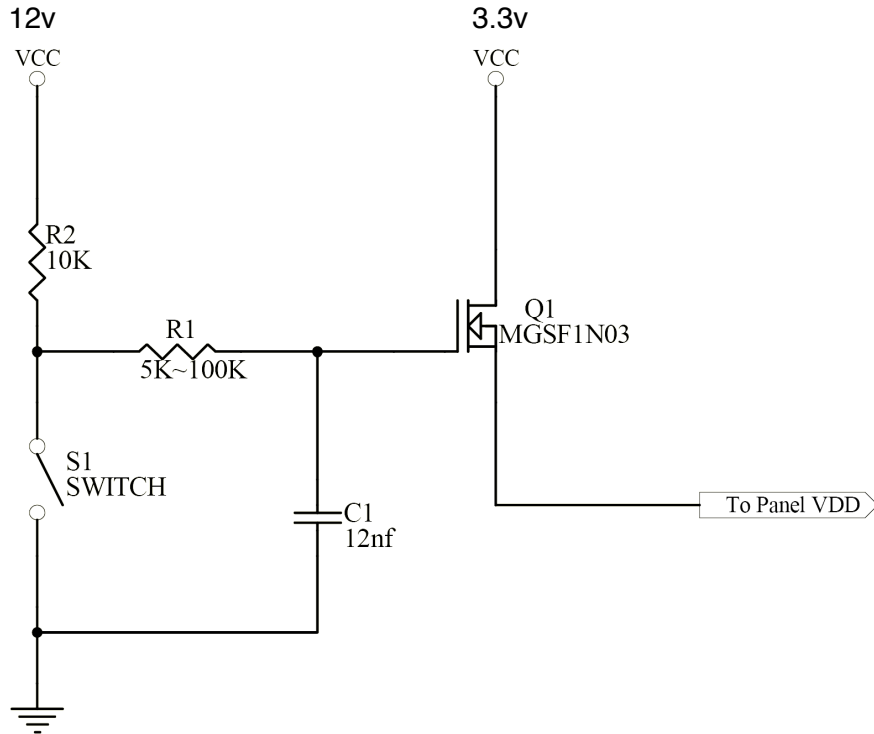 12v
VCC
3.3v
VCC
R2
10K
R1
5K~100K
Q1
MGSF1N03
S1
SWITCH
C1
12nf
To Panel VDD